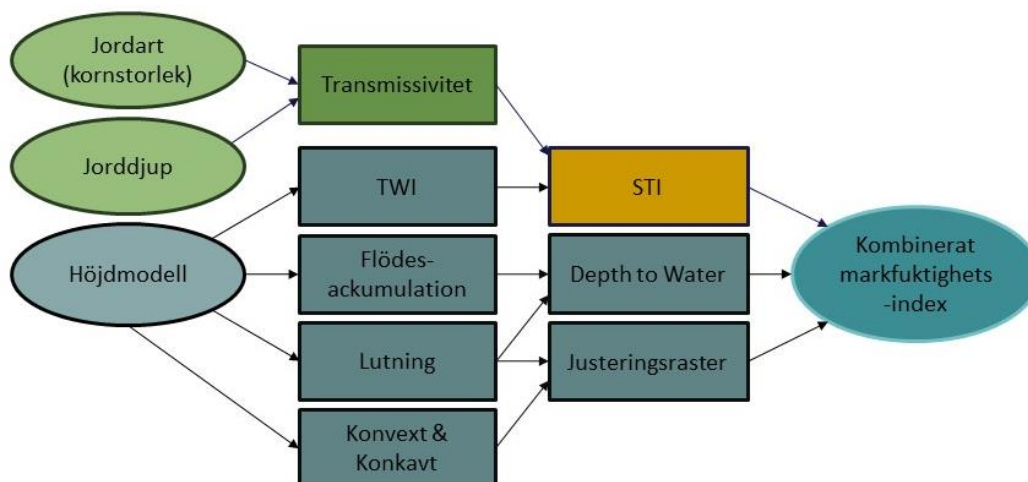 Jordart
(kornstorlek)
Transmissivitet
Jorddjup
TWI
STI
Höjdmodell
Flödes-
ackumulation
Depth to Water
Kombinerat
markfuktighets
-index
Lutning
Justeringsraster
Konvext &
Konkavt